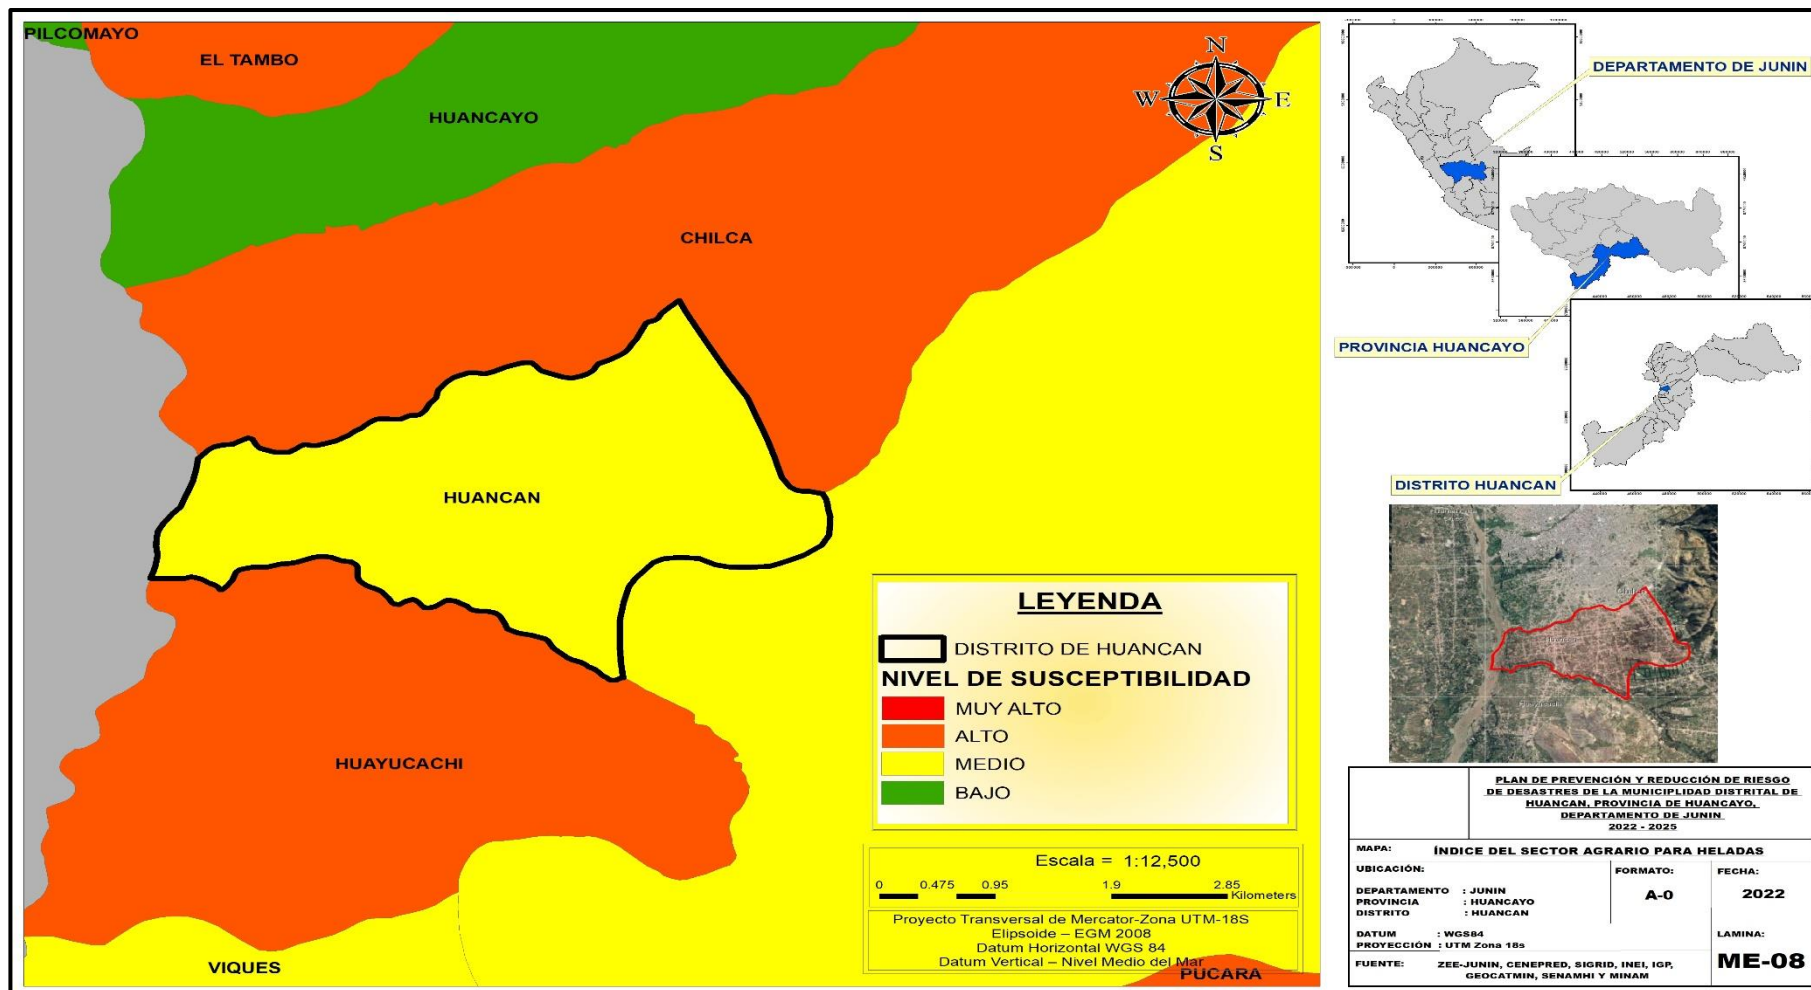 PILCOMAYO
EL TAMBO
HUANCAYO
CHILCA
HUANCAN
HUAYUCACHI
VIQUES
PUCARA
N
W
E
S
LEYENDA
DISTRITO DE HUANCAN
NIVEL DE SUSCEPTIBILIDAD
MUY ALTO
ALTO
MEDIO
BAJO
Escala = 1:12,500
0 0.475 0.95 1.9 2.85
Kilometers
Proyecto Transversal de Mercator-Zona UTM-18S
Elipsoide – EGM 2008
Datum Horizontal WGS 84
Datum Vertical – Nivel Medio del Mar
DEPARTAMENTO DE JUNIN
PROVINCIA HUANCAYO
DISTRITO HUANCAN
PLAN DE PREVENCIÓN Y REDUCCIÓN DE RIESGO
DE DESASTRES DE LA MUNICIPLIDAD DISTRITAL DE
HUANCAN, PROVINCIA DE HUANCAYO,
DEPARTAMENTO DE JUNIN
2022 - 2025
MAPA: ÍNDICE DEL SECTOR AGRARIO PARA HELADAS
UBICACIÓN:
DEPARTAMENTO : JUNIN
PROVINCIA : HUANCAYO
DISTRITO : HUANCAN
FORMATO:
A-0
FECHA:
2022
DATUM : WGS84
PROYECCIÓN : UTM Zona 18s
LAMINA:
ME-08
FUENTE: ZEE-JUNIN, CENEPRED, SIGRID, INEI, IGP,
GEOCATMIN, SENAMHI Y MINAM